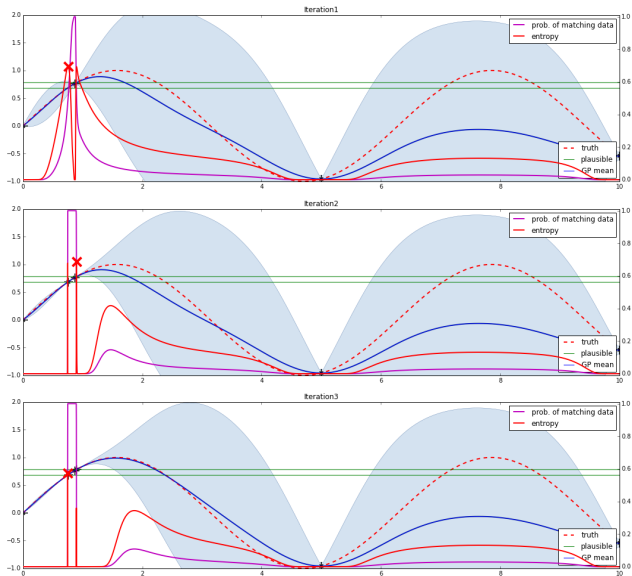 Iteration1
2.0
1.5
1.0
0.5
0.0
−0.5
−1.0
1.0
0.8
0.6
0.4
0.2
0.0
prob. of matching data
entropy
truth
plausible
GP mean
0 2 4 6 8 10
Iteration2
2.0
1.5
1.0
0.5
0.0
−0.5
−1.0
1.0
0.8
0.6
0.4
0.2
0.0
prob. of matching data
entropy
truth
plausible
GP mean
0 2 4 6 8 10
Iteration3
2.0
1.5
1.0
0.5
0.0
−0.5
−1.0
1.0
0.8
0.6
0.4
0.2
0.0
prob. of matching data
entropy
truth
plausible
GP mean
0 2 4 6 8 10